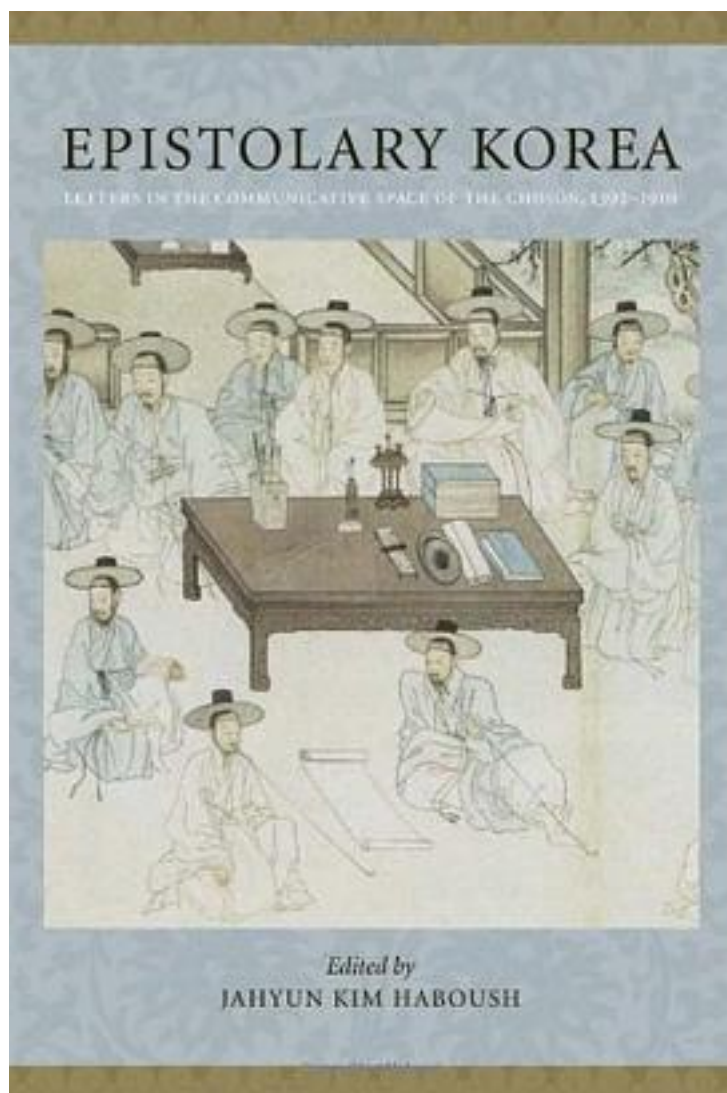 EPISTOLARY KOREA
LETTERS IN THE COMMUNICATIVE SPACE OF THE CHOSŎN, 1392–1910
Edited by
JAHYUN KIM HABOUSH